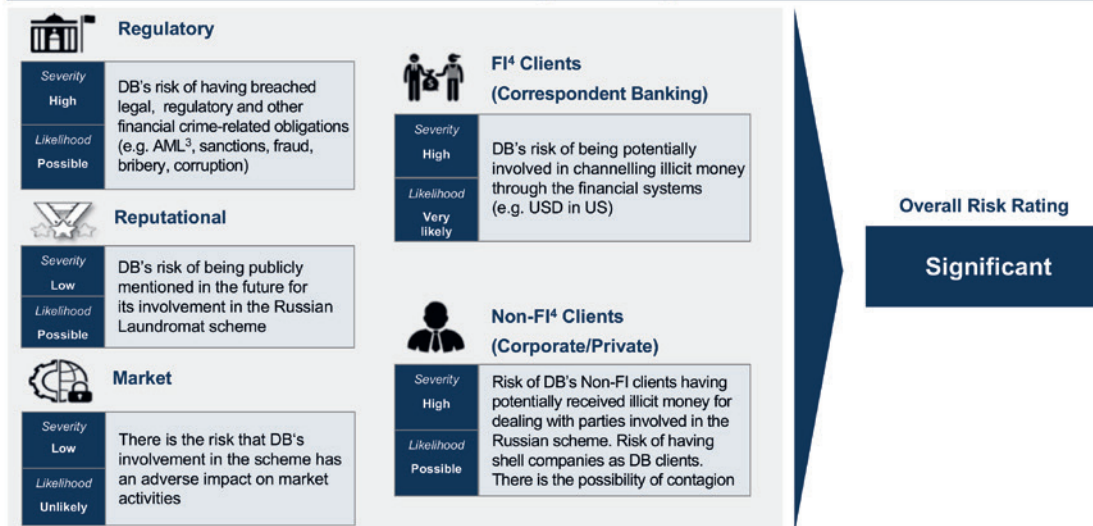 Regulatory
Severity
High
Likelihood
Possible
DB's risk of having breached
legal, regulatory and other
financial crime-related obligations
(e.g. AML³, sanctions, fraud,
bribery, corruption)
Reputational
Severity
Low
Likelihood
Possible
DB's risk of being publicly
mentioned in the future for
its involvement in the Russian
Laundromat scheme
Market
Severity
Low
Likelihood
Unlikely
There is the risk that DB's
involvement in the scheme has
an adverse impact on market
activities
FI⁴ Clients
(Correspondent Banking)
Severity
High
Likelihood
Very
likely
DB's risk of being potentially
involved in channelling illicit money
through the financial systems
(e.g. USD in US)
Non-FI⁴ Clients
(Corporate/Private)
Severity
High
Likelihood
Possible
Risk of DB's Non-FI clients having
potentially received illicit money for
dealing with parties involved in the
Russian scheme. Risk of having
shell companies as DB clients.
There is the possibility of contagion
Overall Risk Rating
Significant